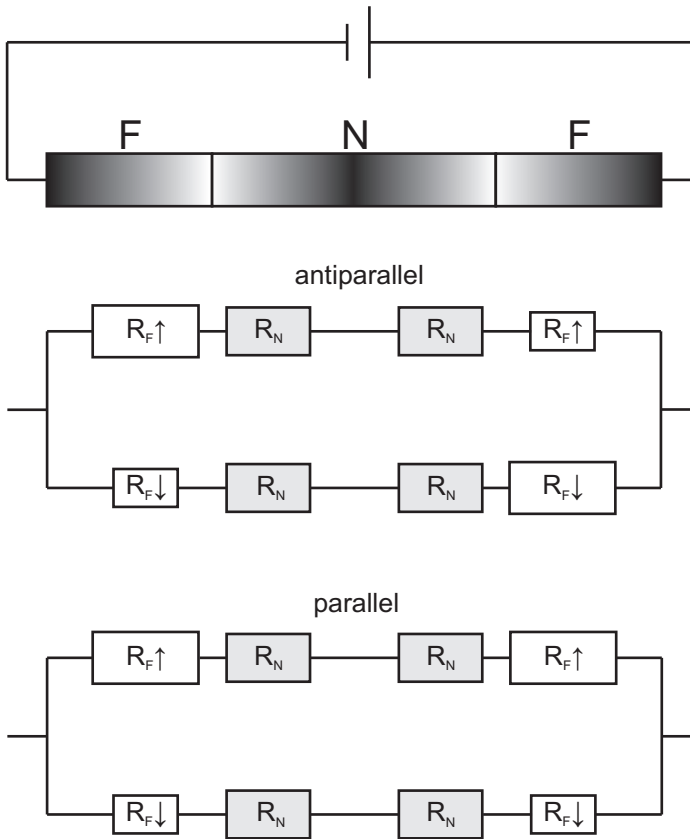 F N F
antiparallel
R_F↑ R_N R_N R_F↑
R_F↓ R_N R_N R_F↓
parallel
R_F↑ R_N R_N R_F↑
R_F↓ R_N R_N R_F↓